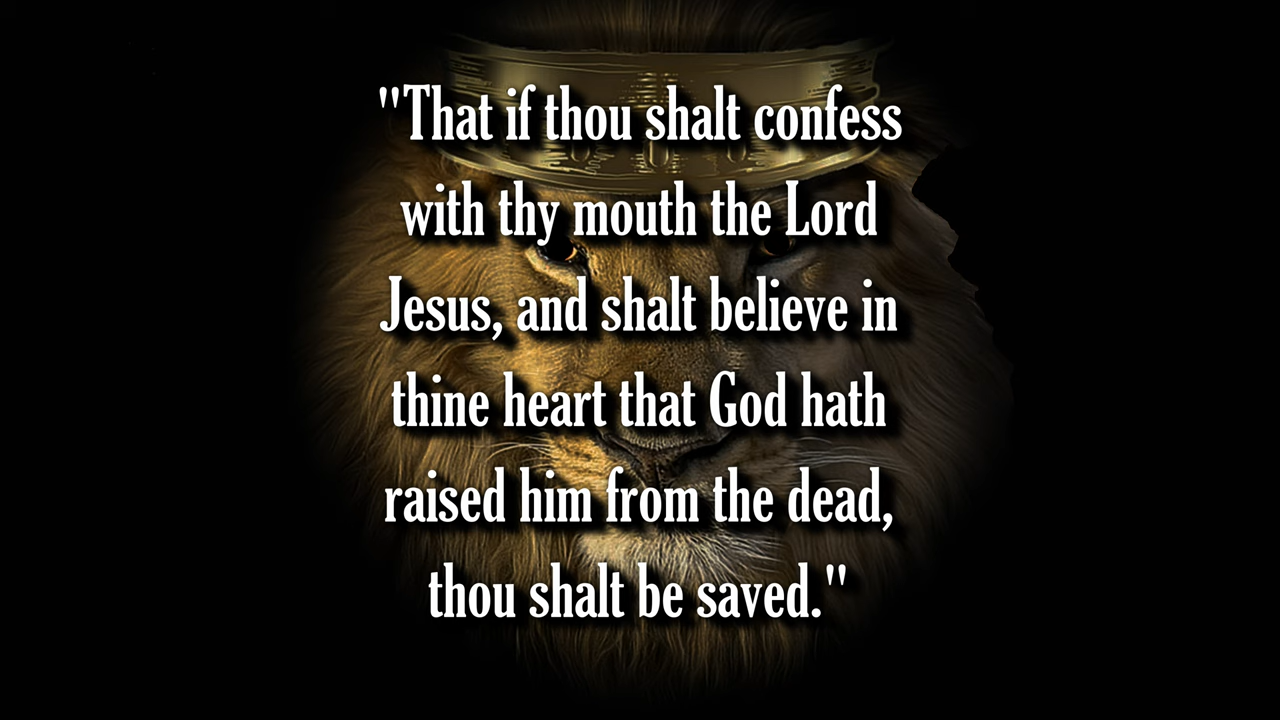 "That if thou shalt confess
with thy mouth the Lord
Jesus, and shalt believe in
thine heart that God hath
raised him from the dead,
thou shalt be saved."